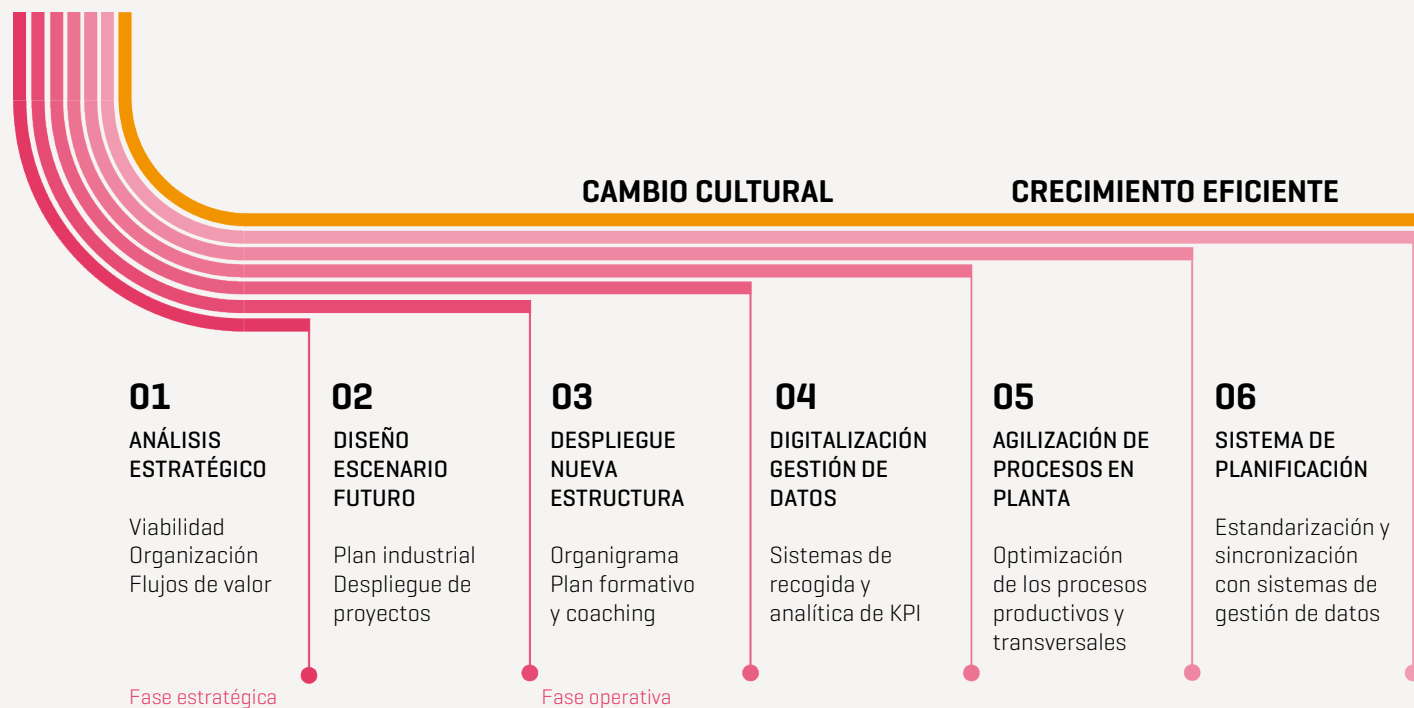 CAMBIO CULTURAL
CRECIMIENTO EFICIENTE
01
ANÁLISIS
ESTRATÉGICO
Viabilidad
Organización
Flujos de valor
02
DISEÑO
ESCENARIO
FUTURO
Plan industrial
Despliegue de
proyectos
03
DESPLIEGUE
NUEVA
ESTRUCTURA
Organigrama
Plan formativo
y coaching
04
DIGITALIZACIÓN
GESTIÓN DE
DATOS
Sistemas de
recogida y
analítica de KPI
05
AGILIZACIÓN DE
PROCESOS EN
PLANTA
Optimización
de los procesos
productivos y
transversales
06
SISTEMA DE
PLANIFICACIÓN
Estandarización y
sincronización
con sistemas de
gestión de datos
Fase estratégica
Fase operativa